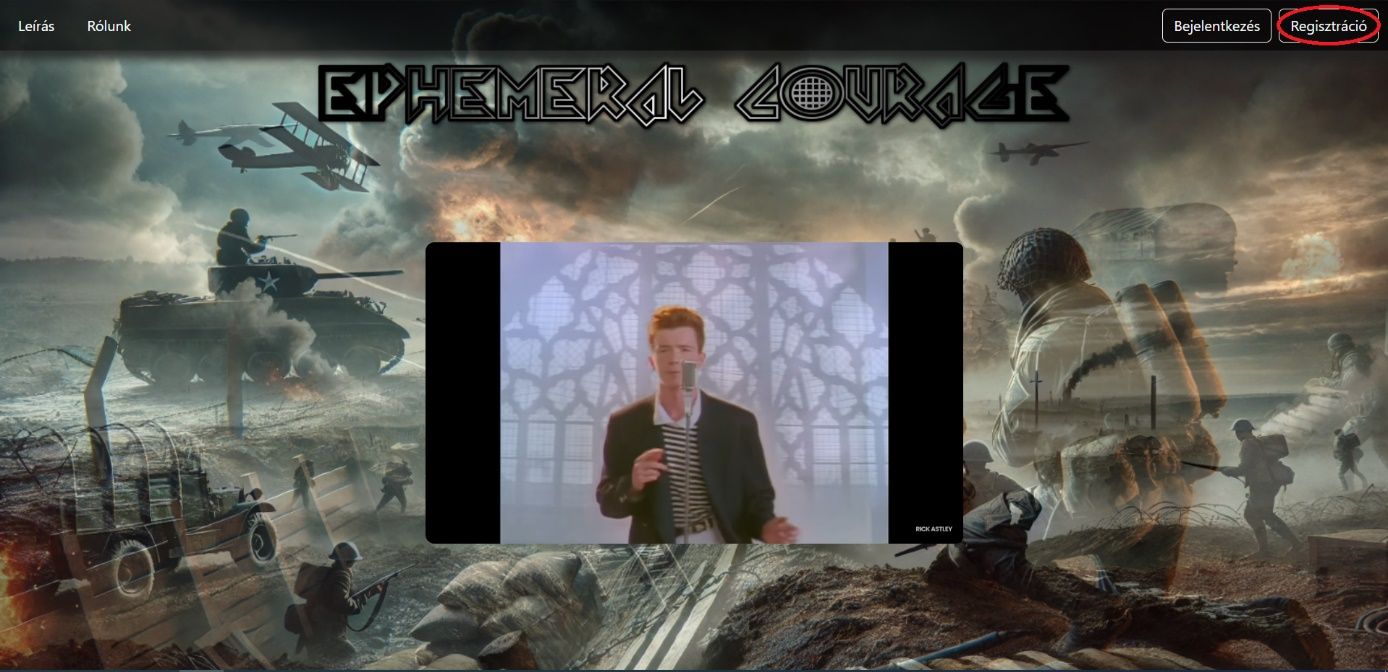 Leírás Rólunk Bejelentkezés Regisztráció
EPHEMERAL COURAGE
RICK ASTLEY